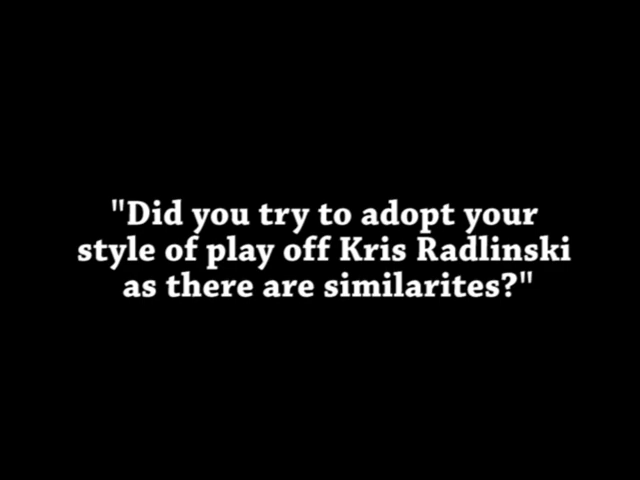 "Did you try to adopt your
style of play off Kris Radlinski
as there are similarites?"